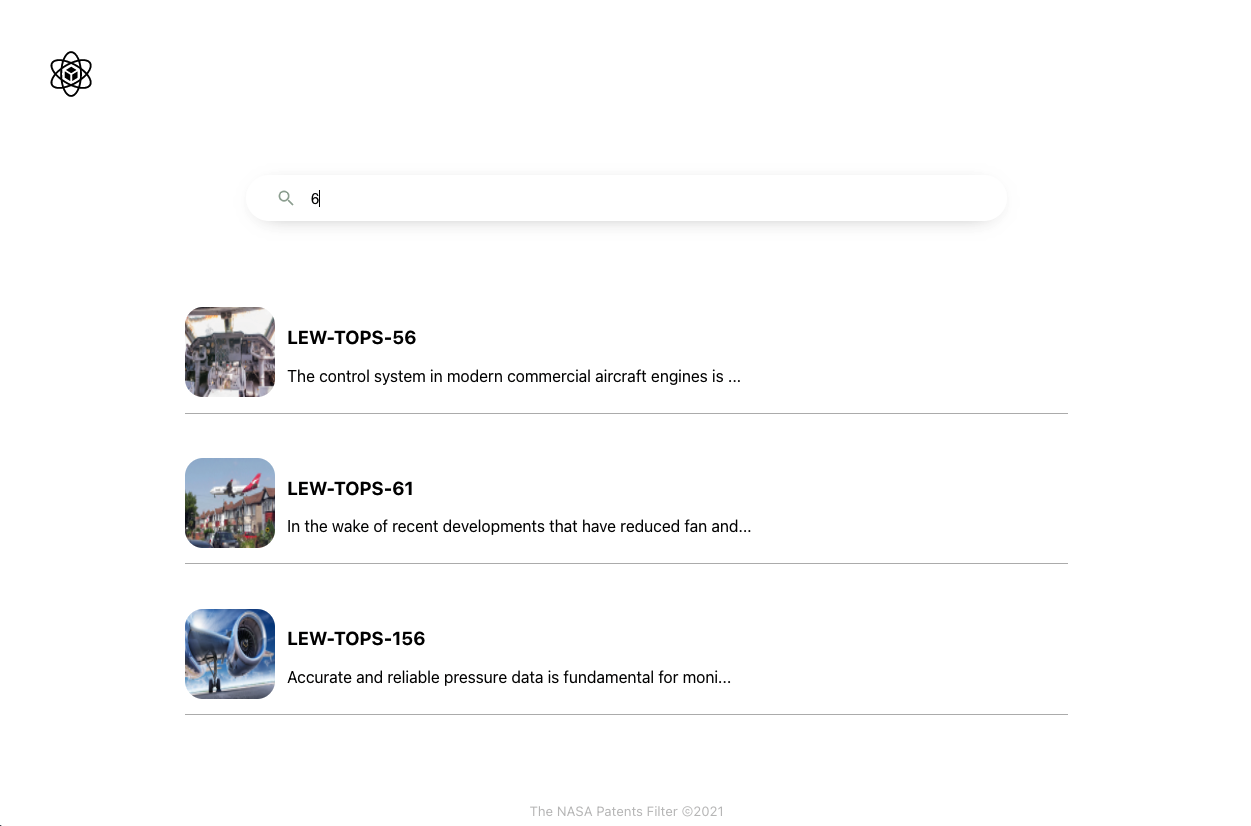 6
LEW-TOPS-56
The control system in modern commercial aircraft engines is ...
LEW-TOPS-61
In the wake of recent developments that have reduced fan and...
LEW-TOPS-156
Accurate and reliable pressure data is fundamental for moni...
The NASA Patents Filter ©2021